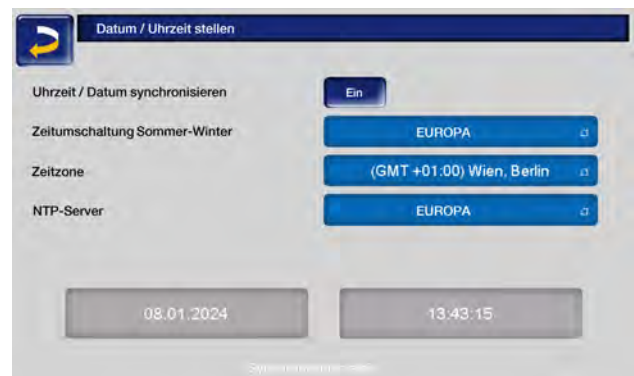 Datum / Uhrzeit stellen
Uhrzeit / Datum synchronisieren Ein
Zeitumschaltung Sommer-Winter EUROPA
Zeitzone (GMT +01:00) Wien, Berlin
NTP-Server EUROPA
08.01.2024 13:43:15